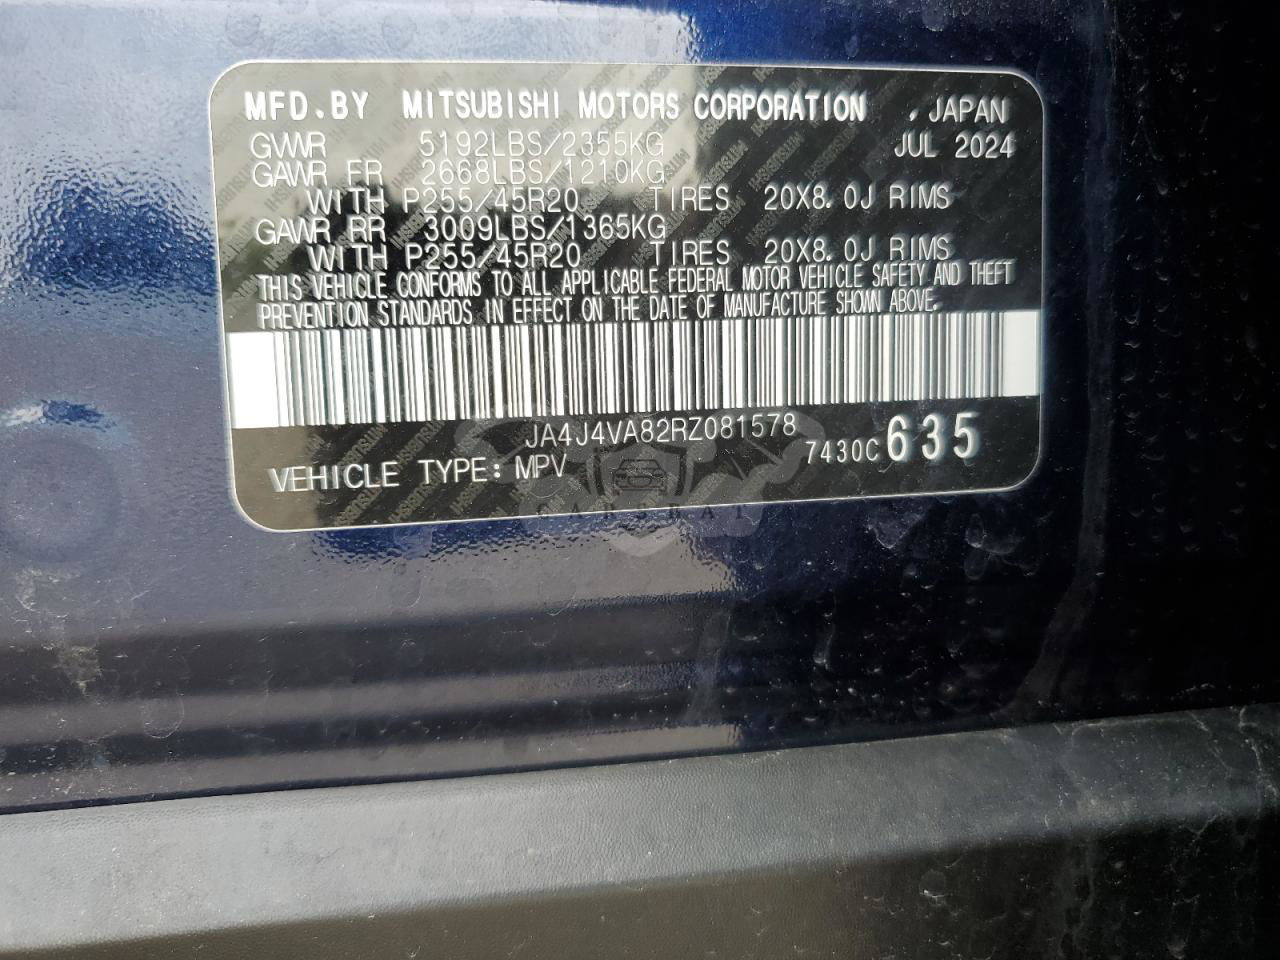 MFD.BY MITSUBISHI MOTORS CORPORATION , JAPAN
GVWR 5192LBS/2355KG JUL 2024
GAWR FR 2668LBS/1210KG
WITH P255/45R20 TIRES 20X8.0J RIMS
GAWR RR 3009LBS/1365KG
WITH P255/45R20 TIRES 20X8.0J RIMS
THIS VEHICLE CONFORMS TO ALL APPLICABLE FEDERAL MOTOR VEHICLE SAFETY AND THEFT
PREVENTION STANDARDS IN EFFECT ON THE DATE OF MANUFACTURE SHOWN ABOVE.
JA4J4VA82RZ081578
7430C 635
VEHICLE TYPE: MPV